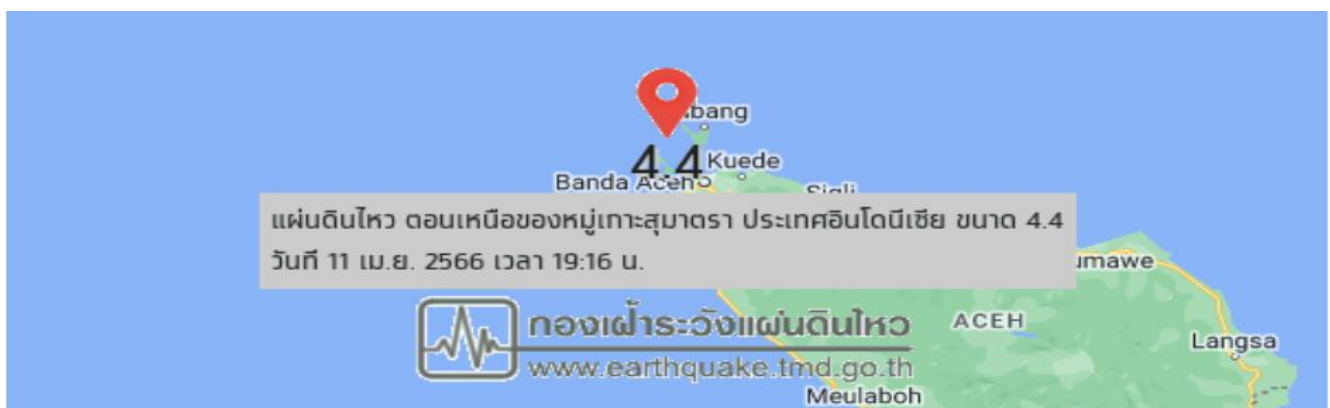 4.4
Kuede
Banda Aceh
แผ่นดินไหว ตอนเหนือของหมู่เกาะสุมาตรา ประเทศอินโดนีเซีย ขนาด 4.4
วันที่ 11 เม.ย. 2566 เวลา 19:16 น.
กองเฝ้าระวังแผ่นดินไหว
www.earthquake.tmd.go.th
ACEH
Langsa
Meulaboh